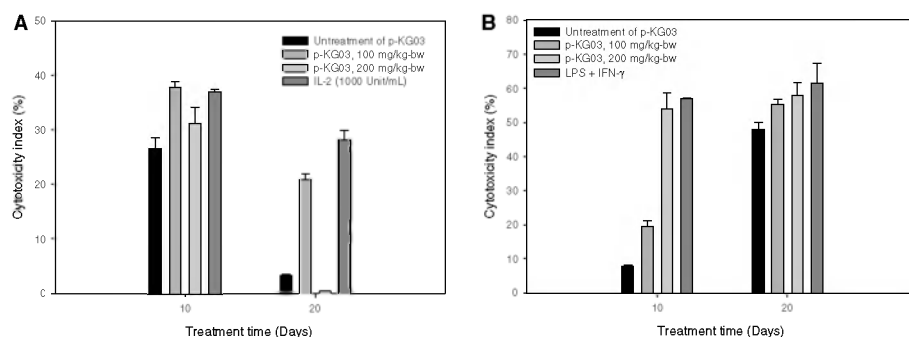 A
50
40
30
20
10
0
Cytotoxicity index (%)
Untreatment of p-KG03
p-KG03, 100 mg/kg-bw
p-KG03, 200 mg/kg-bw
IL-2 (1000 Unit/mL)
10
20
Treatment time (Days)
B
80
70
60
50
40
30
20
10
0
Cytotoxicity index (%)
Untreatment of p-KG03
p-KG03, 100 mg/kg-bw
p-KG03, 200 mg/kg-bw
LPS + IFN-γ
10
20
Treatment time (Days)